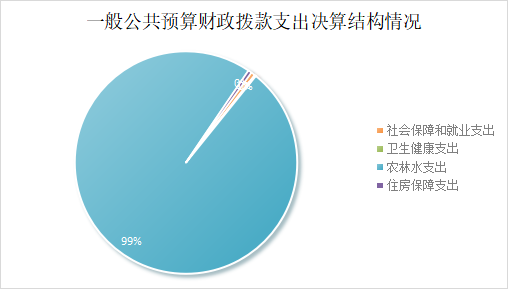 一般公共预算财政拨款支出决算结构情况
99%
社会保障和就业支出
卫生健康支出
农林水支出
住房保障支出